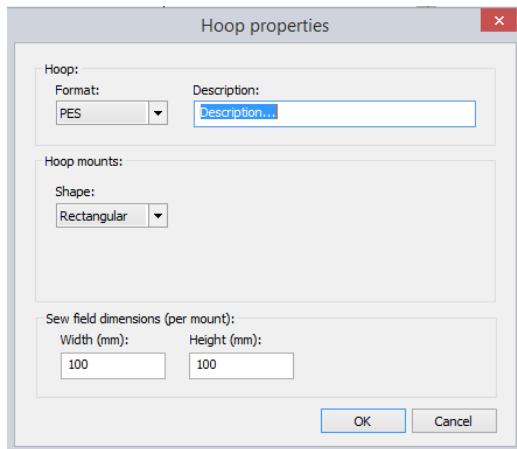 Hoop properties
Hoop:
Format: Description:
PES Description...
Hoop mounts:
Shape:
Rectangular
Sew field dimensions (per mount):
Width (mm): Height (mm):
100 100
OK Cancel